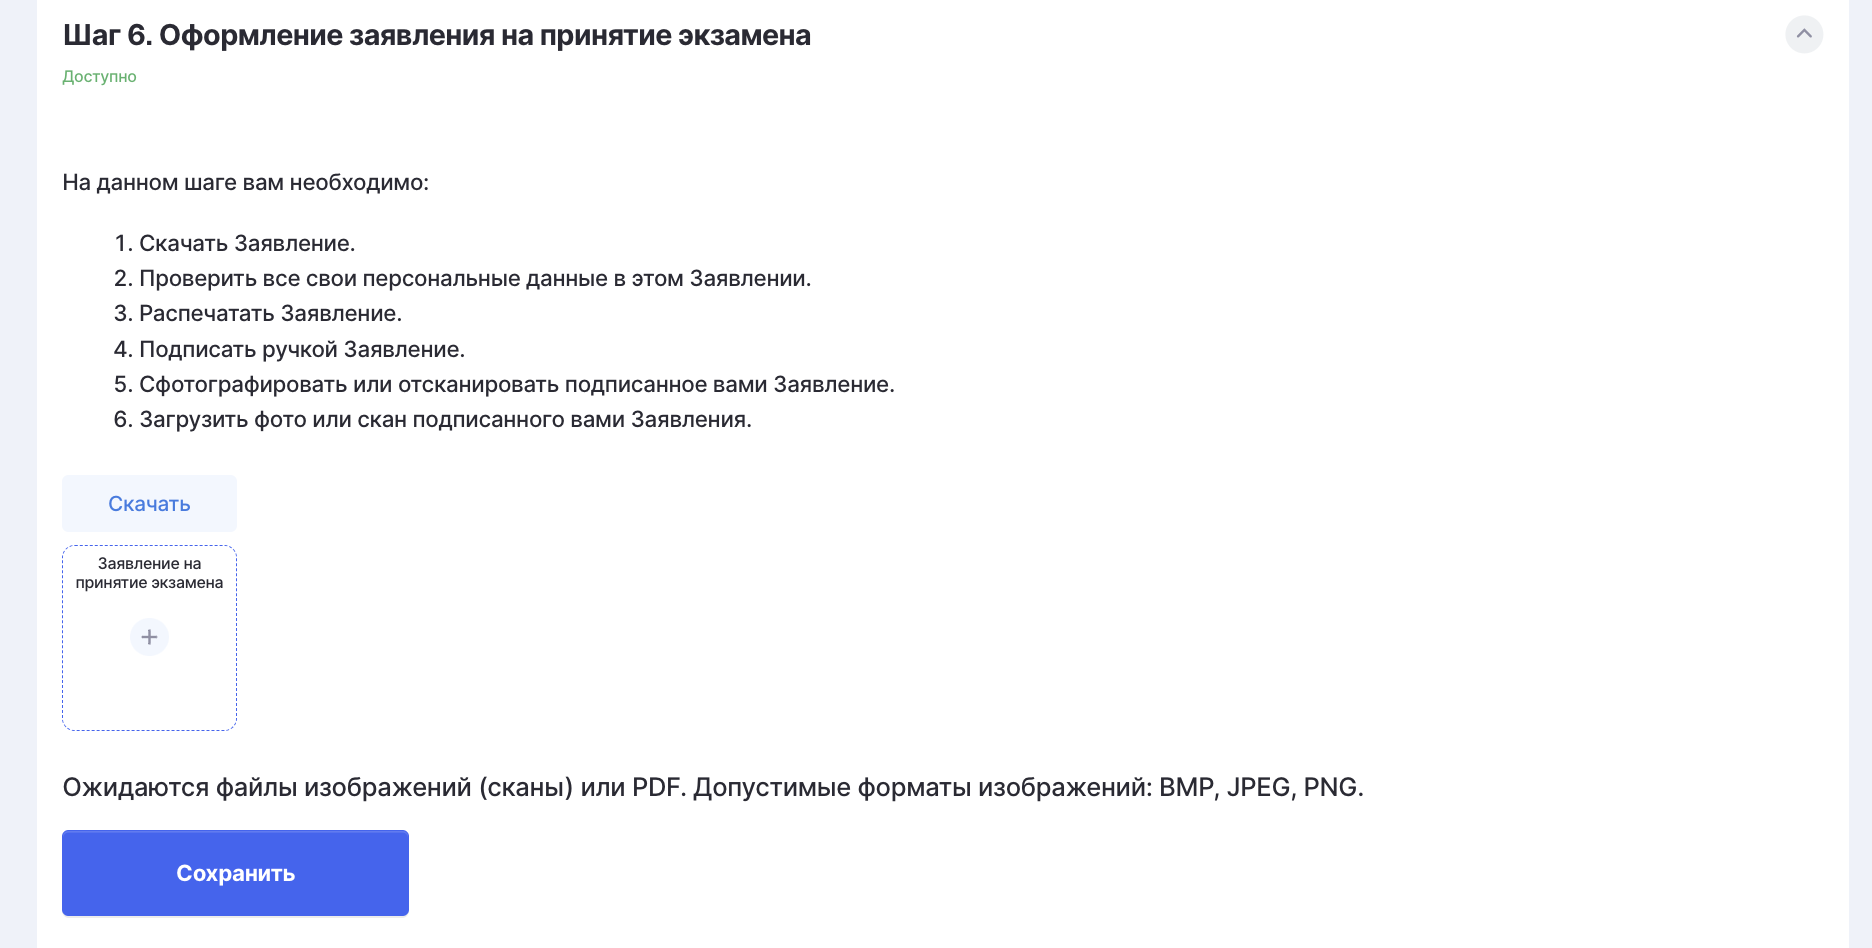 Шаг 6. Оформление заявления на принятие экзамена
Доступно
На данном шаге вам необходимо:
1. Скачать Заявление.
2. Проверить все свои персональные данные в этом Заявлении.
3. Распечатать Заявление.
4. Подписать ручкой Заявление.
5. Сфотографировать или отсканировать подписанное вами Заявление.
6. Загрузить фото или скан подписанного вами Заявления.
Скачать
Заявление на
принятие экзамена
Ожидаются файлы изображений (сканы) или PDF. Допустимые форматы изображений: BMP, JPEG, PNG.
Сохранить